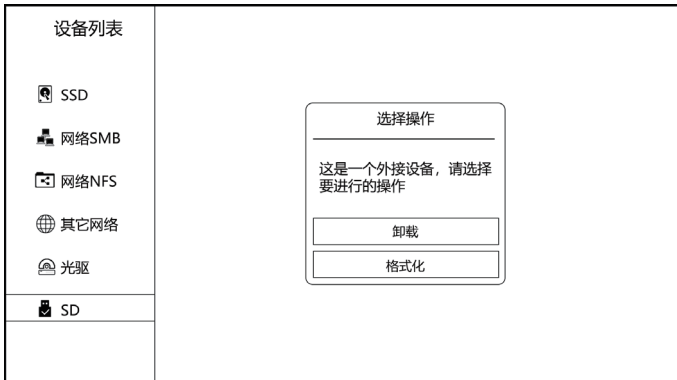 设备列表
SSD
网络SMB
网络NFS
其它网络
光驱
SD
选择操作
这是一个外接设备，请选择
要进行的操作
卸载
格式化